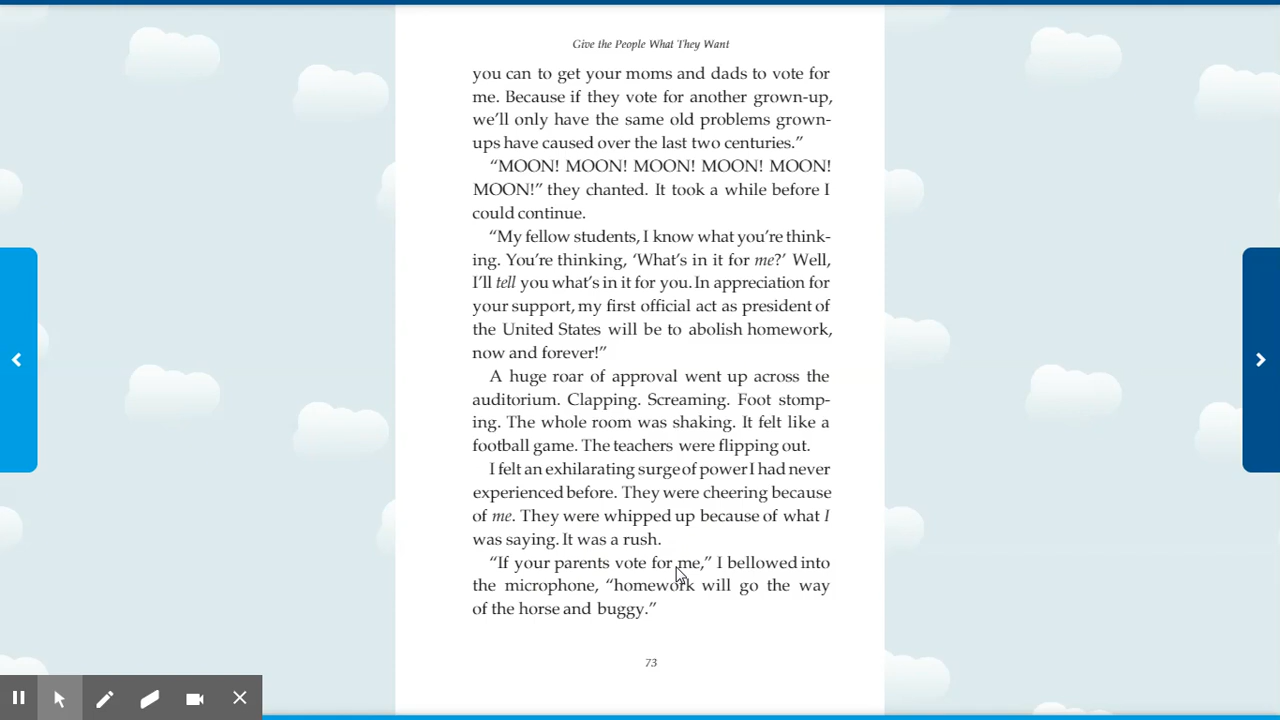 Give the People What They Want
you can to get your moms and dads to vote for
me. Because if they vote for another grown-up,
we’ll only have the same old problems grown-
ups have caused over the last two centuries.”
“MOON! MOON! MOON! MOON! MOON!
MOON!” they chanted. It took a while before I
could continue.
“My fellow students, I know what you’re think-
ing. You’re thinking, ‘What’s in it for me?’ Well,
I’ll tell you what’s in it for you. In appreciation for
your support, my first official act as president of
the United States will be to abolish homework,
now and forever!”
A huge roar of approval went up across the
auditorium. Clapping. Screaming. Foot stomp-
ing. The whole room was shaking. It felt like a
football game. The teachers were flipping out.
I felt an exhilarating surge of power I had never
experienced before. They were cheering because
of me. They were whipped up because of what I
was saying. It was a rush.
“If your parents vote for me,” I bellowed into
the microphone, “homework will go the way
of the horse and buggy.”
73